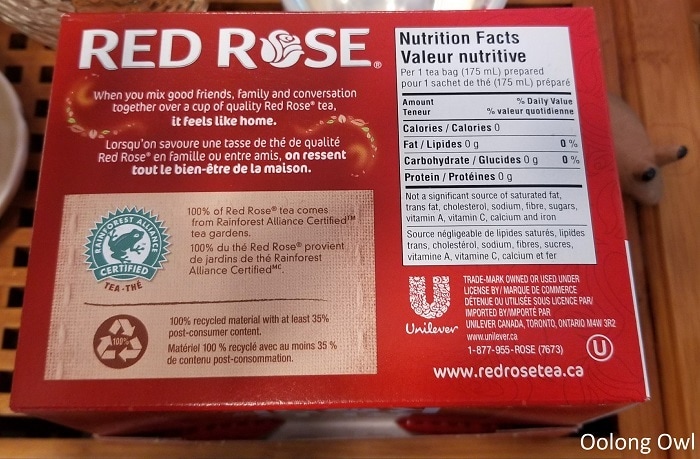 RED ROSE®
When you mix good friends, family and conversation
together over a cup of quality Red Rose® tea,
it feels like home.
Lorsqu'on savoure une tasse de thé de qualité
Red Rose® en famille ou entre amis, on ressent
tout le bien-être de la maison.
RAINFOREST ALLIANCE
CERTIFIED
TEA-THÉ
100% of Red Rose® tea comes
from Rainforest Alliance Certified™
tea gardens.
100% du thé Red Rose® provient
de jardins de thé Rainforest
Alliance Certifiedᴹᶜ.
100%
100% recycled material with at least 35%
post-consumer content.
Matériel 100 % recyclé avec au moins 35 %
de contenu post-consommation.
Nutrition Facts
Valeur nutritive
Per 1 tea bag (175 mL) prepared
pour 1 sachet de thé (175 mL) préparé
Amount % Daily Value
Teneur % valeur quotidienne
Calories / Calories 0
Fat / Lipides 0 g 0 %
Carbohydrate / Glucides 0 g 0 %
Protein / Protéines 0 g
Not a significant source of saturated fat,
trans fat, cholesterol, sodium, fibre, sugars,
vitamin A, vitamin C, calcium and iron
Source négligeable de lipides saturés, lipides
trans, cholestérol, sodium, fibres, sucres,
vitamine A, vitamine C, calcium et fer
Unilever
TRADE-MARK OWNED OR USED UNDER
LICENSE BY/ MARQUE DE COMMERCE
DÉTENUE OU UTILISÉE SOUS LICENCE PAR/
IMPORTED BY/IMPORTÉ PAR
UNILEVER CANADA, TORONTO, ONTARIO M4W 3R2
www.unilever.ca
1-877-955-ROSE (7673)
U
www.redrosetea.ca
Oolong Owl